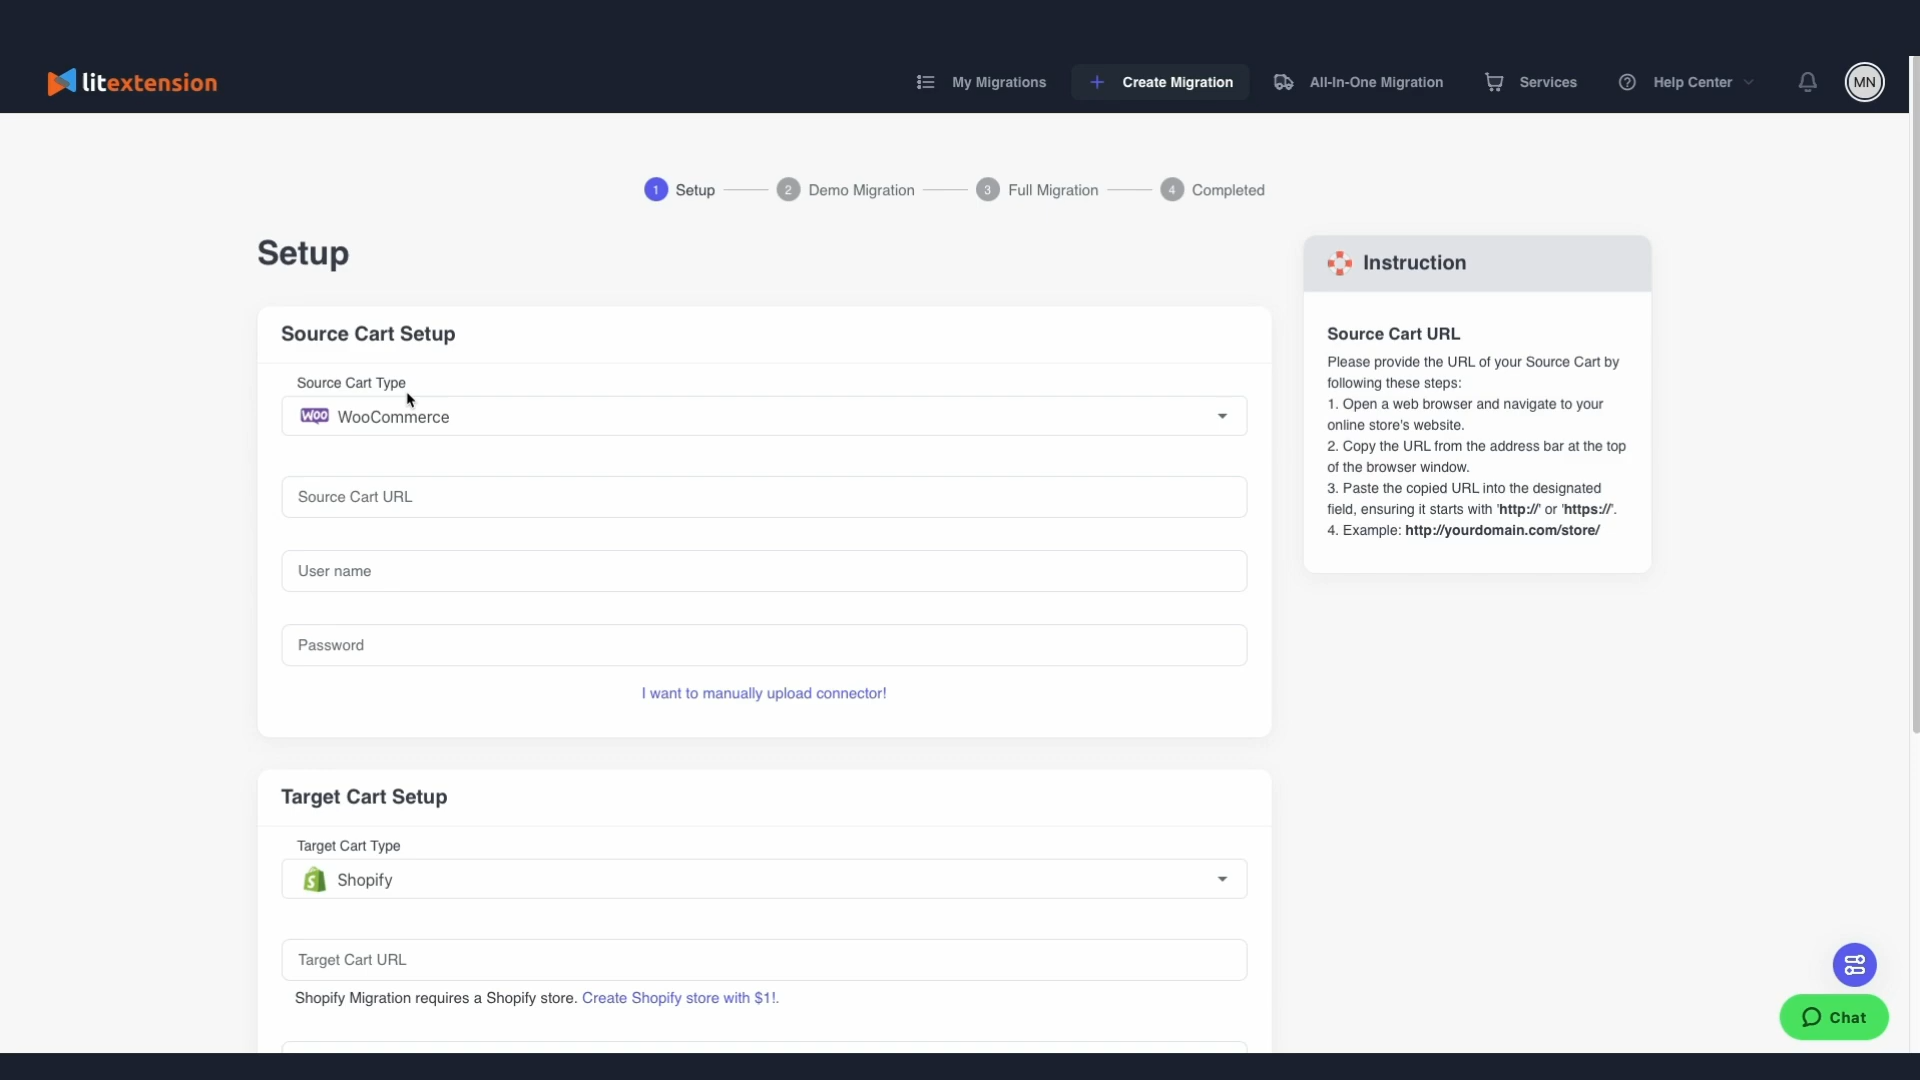 litextension
My Migrations
Create Migration
All-In-One Migration
Services
Help Center
MN
1 Setup
2 Demo Migration
3 Full Migration
4 Completed
Setup
Source Cart Setup
Source Cart Type
WOO WooCommerce
Source Cart URL
User name
Password
I want to manually upload connector!
Instruction
Source Cart URL
Please provide the URL of your Source Cart by
following these steps:
1. Open a web browser and navigate to your
online store's website.
2. Copy the URL from the address bar at the top
of the browser window.
3. Paste the copied URL into the designated
field, ensuring it starts with 'http://' or 'https://'.
4. Example: http://yourdomain.com/store/
Target Cart Setup
Target Cart Type
Shopify
Target Cart URL
Shopify Migration requires a Shopify store. Create Shopify store with $1!.
Chat